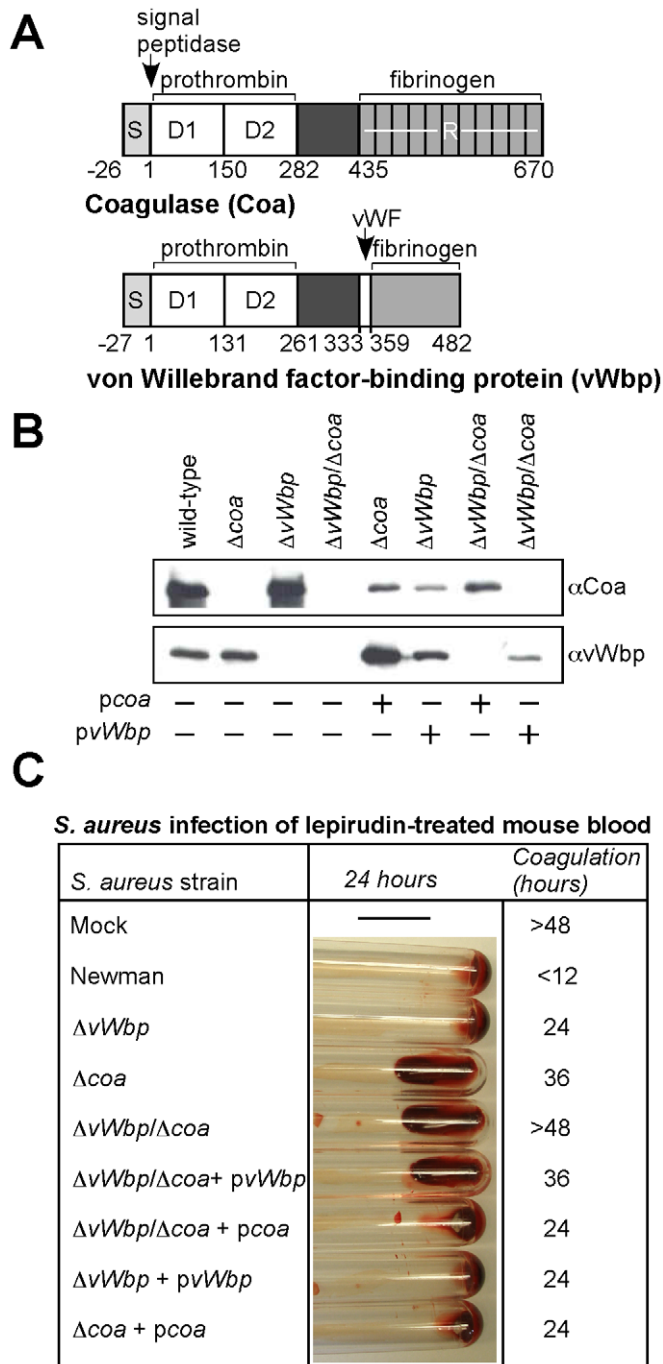 A
signal
peptidase
prothrombin
fibrinogen
S D1 D2 R
-26 1 150 282 435 670
Coagulase (Coa)
vWF
prothrombin
fibrinogen
S D1 D2
-27 1 131 261 333 359 482
von Willebrand factor-binding protein (vWbp)
B
wild-type
Δcoa
ΔvWbp
ΔvWbp/Δcoa
Δcoa
ΔvWbp
ΔvWbp/Δcoa
ΔvWbp/Δcoa
αCoa
αvWbp
pcoa − − − − + − + −
pvWbp − − − − − + − +
C
S. aureus infection of lepirudin-treated mouse blood
S. aureus strain 24 hours Coagulation (hours)
Mock >48
Newman <12
ΔvWbp 24
Δcoa 36
ΔvWbp/Δcoa >48
ΔvWbp/Δcoa+ pvWbp 36
ΔvWbp/Δcoa + pcoa 24
ΔvWbp + pvWbp 24
Δcoa + pcoa 24